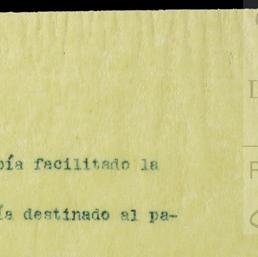 bía facilitado la
ía destinado al pa-